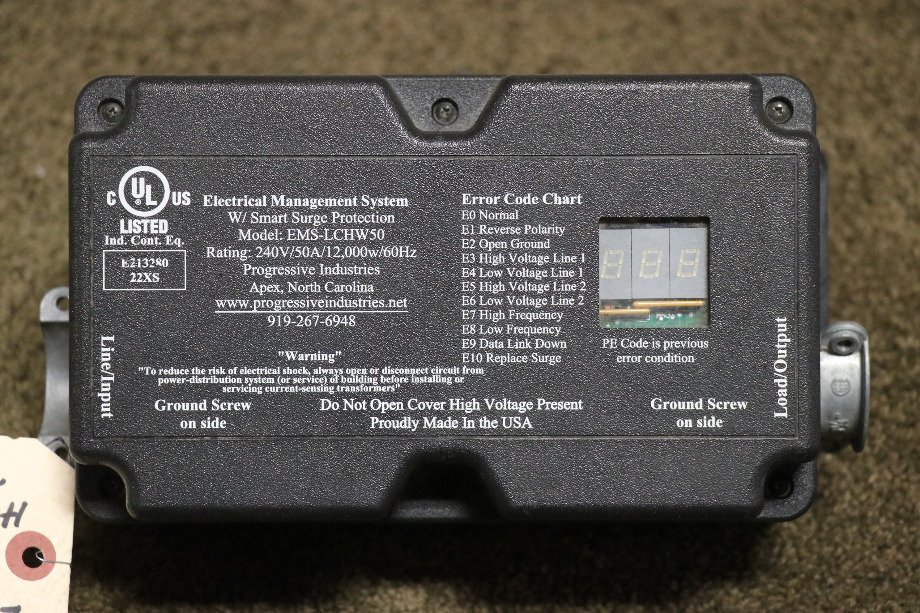 C UL US
LISTED
Ind. Cont. Eq.
E213280
22XS
Electrical Management System
W/ Smart Surge Protection
Model: EMS-LCHW50
Rating: 240V/50A/12,000w/60Hz
Progressive Industries
Apex, North Carolina
www.progressiveindustries.net
919-267-6948
Error Code Chart
E0 Normal
E1 Reverse Polarity
E2 Open Ground
E3 High Voltage Line 1
E4 Low Voltage Line 1
E5 High Voltage Line 2
E6 Low Voltage Line 2
E7 High Frequency
E8 Low Frequency
E9 Data Link Down
E10 Replace Surge
PE Code is previous
error condition
Line/Input
Load/Output
"Warning"
"To reduce the risk of electrical shock, always open or disconnect circuit from
power-distribution system (or service) of building before installing or
servicing current-sensing transformers"
Ground Screw
on side
Do Not Open Cover High Voltage Present
Proudly Made In the USA
Ground Screw
on side
H